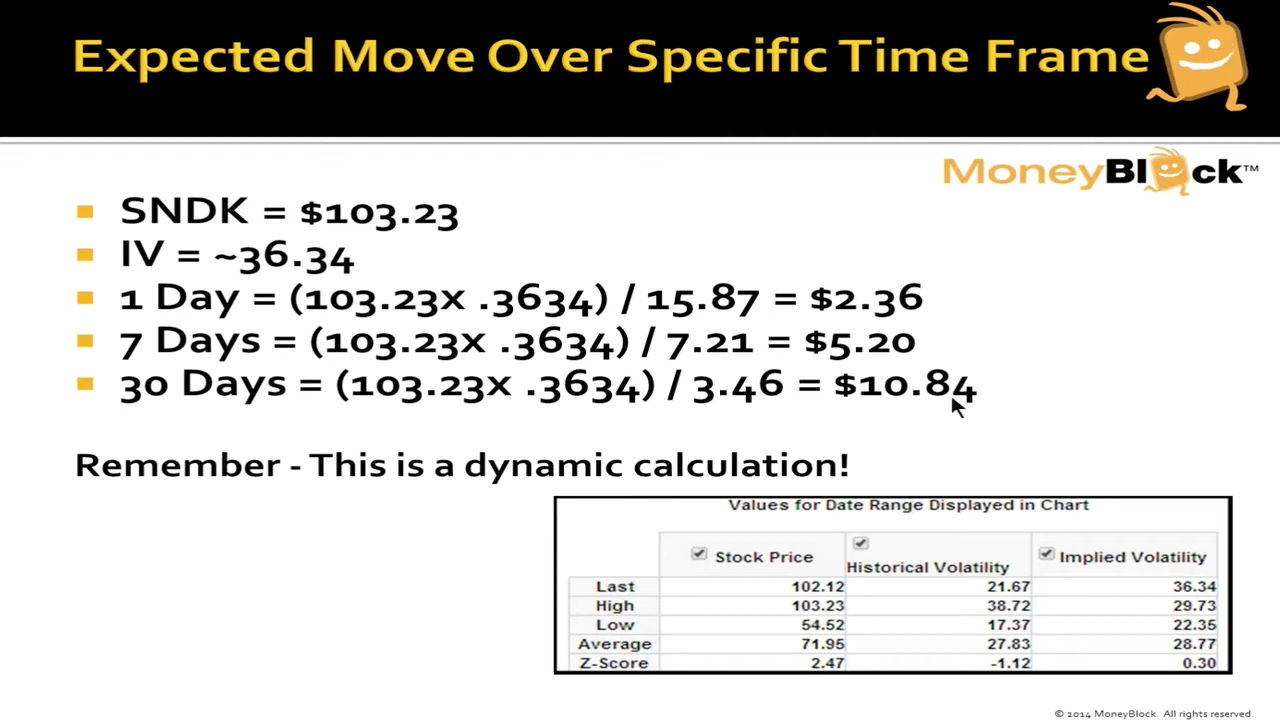 Expected Move Over Specific Time Frame
MoneyBlock™
SNDK = $103.23
IV = ~36.34
1 Day = (103.23x .3634) / 15.87 = $2.36
7 Days = (103.23x .3634) / 7.21 = $5.20
30 Days = (103.23x .3634) / 3.46 = $10.84
Remember - This is a dynamic calculation!
Values for Date Range Displayed in Chart
Stock Price Historical Volatility Implied Volatility
Last 102.12 21.67 36.34
High 103.23 38.72 29.73
Low 54.52 17.37 22.35
Average 71.95 27.83 28.77
Z-Score 2.47 -1.12 0.30
© 2014 MoneyBlock. All rights reserved.